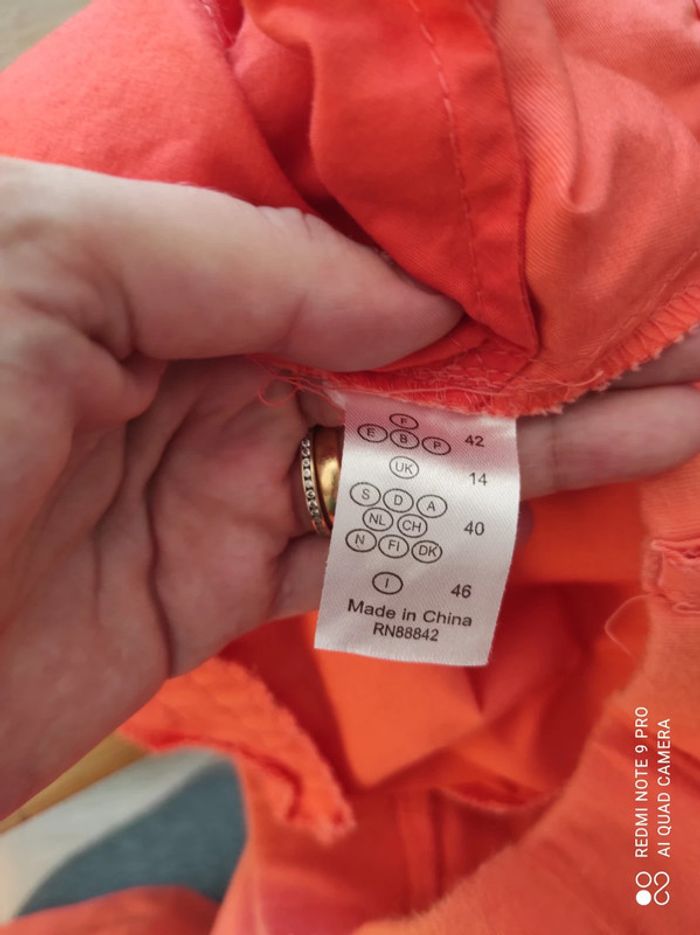 F
E B P 42
UK 14
S D A
NL CH 40
N FI DK
I 46
Made in China
RN88842
REDMI NOTE 9 PRO
AI QUAD CAMERA